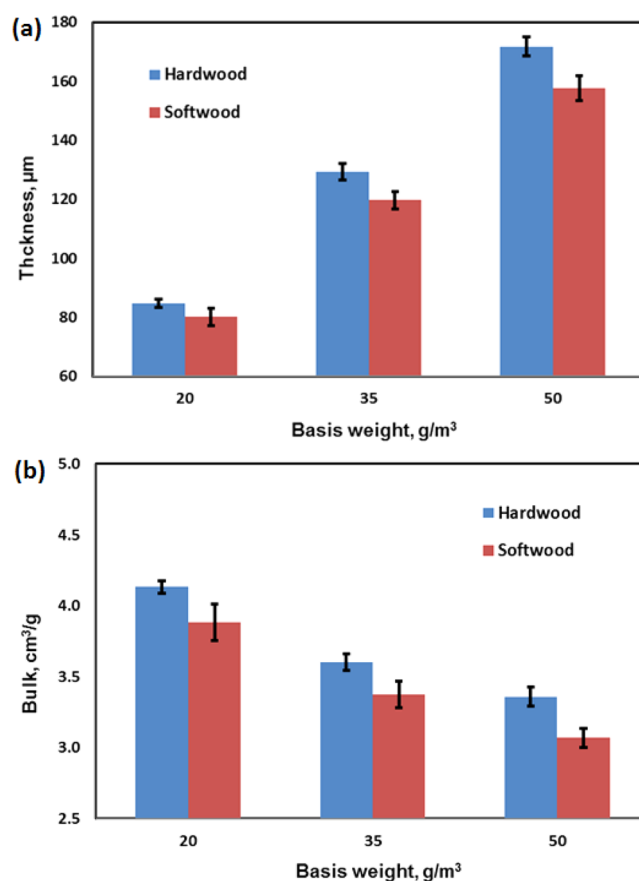 (a)
180
160
140
120
100
80
60
Thckness, µm
Hardwood
Softwood
20 35 50
Basis weight, g/m³
(b)
5.0
4.5
4.0
3.5
3.0
2.5
Bulk, cm³/g
Hardwood
Softwood
20 35 50
Basis weight, g/m³